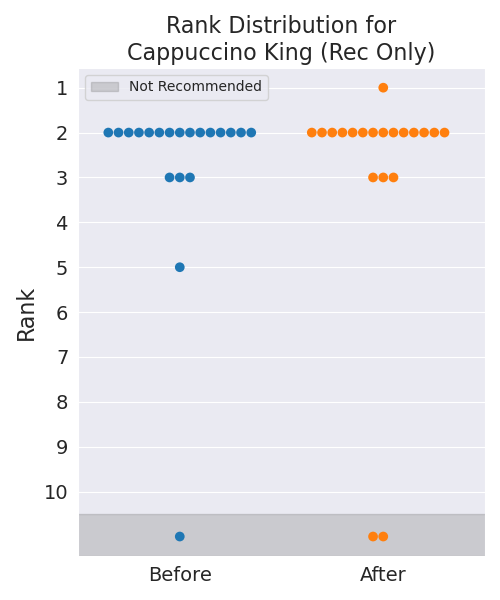 Rank Distribution for
Cappuccino King (Rec Only)
Not Recommended
1
2
3
4
5
6
7
8
9
10
Rank
Before
After